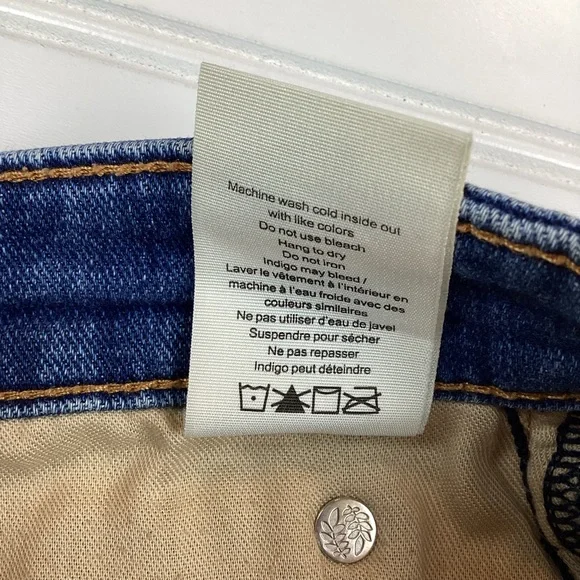 Machine wash cold inside out
with like colors
Do not use bleach
Hang to dry
Do not iron
Indigo may bleed /
Laver le vêtement à l'intérieur en
machine à l'eau froide avec des
couleurs similaires
Ne pas utiliser d'eau de javel
Suspendre pour sécher
Ne pas repasser
Indigo peut déteindre